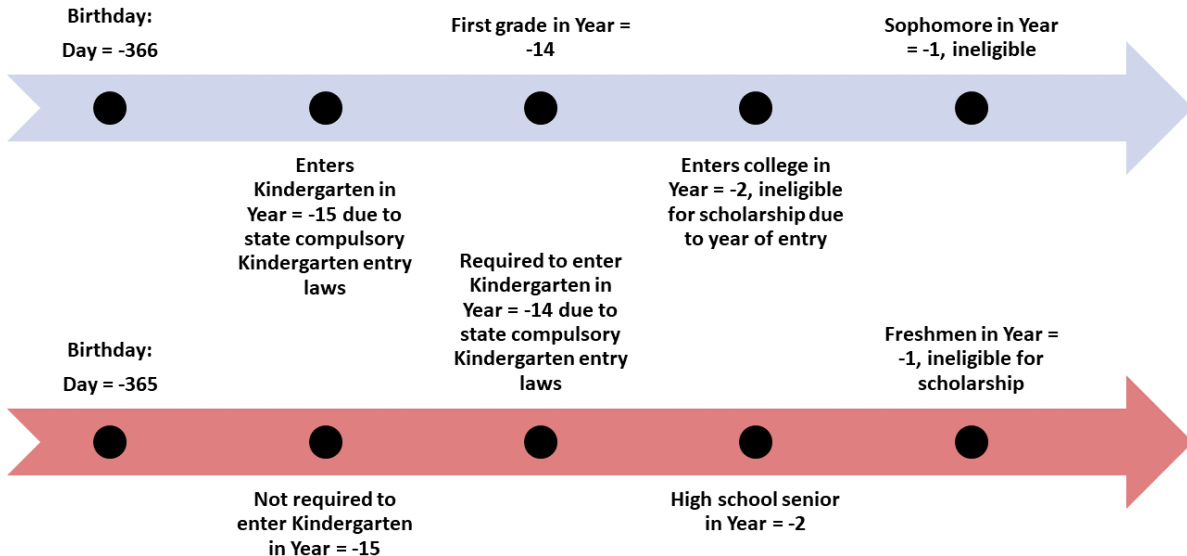 Birthday:
Day = -366
First grade in Year =
-14
Sophomore in Year
= -1, ineligible
Enters
Kindergarten in
Year = -15 due to
state compulsory
Kindergarten entry
laws
Enters college in
Year = -2, ineligible
for scholarship due
to year of entry
Birthday:
Day = -365
Required to enter
Kindergarten in
Year = -14 due to
state compulsory
Kindergarten entry
laws
Freshmen in Year =
-1, ineligible for
scholarship
Not required to
enter Kindergarten
in Year = -15
High school senior
in Year = -2